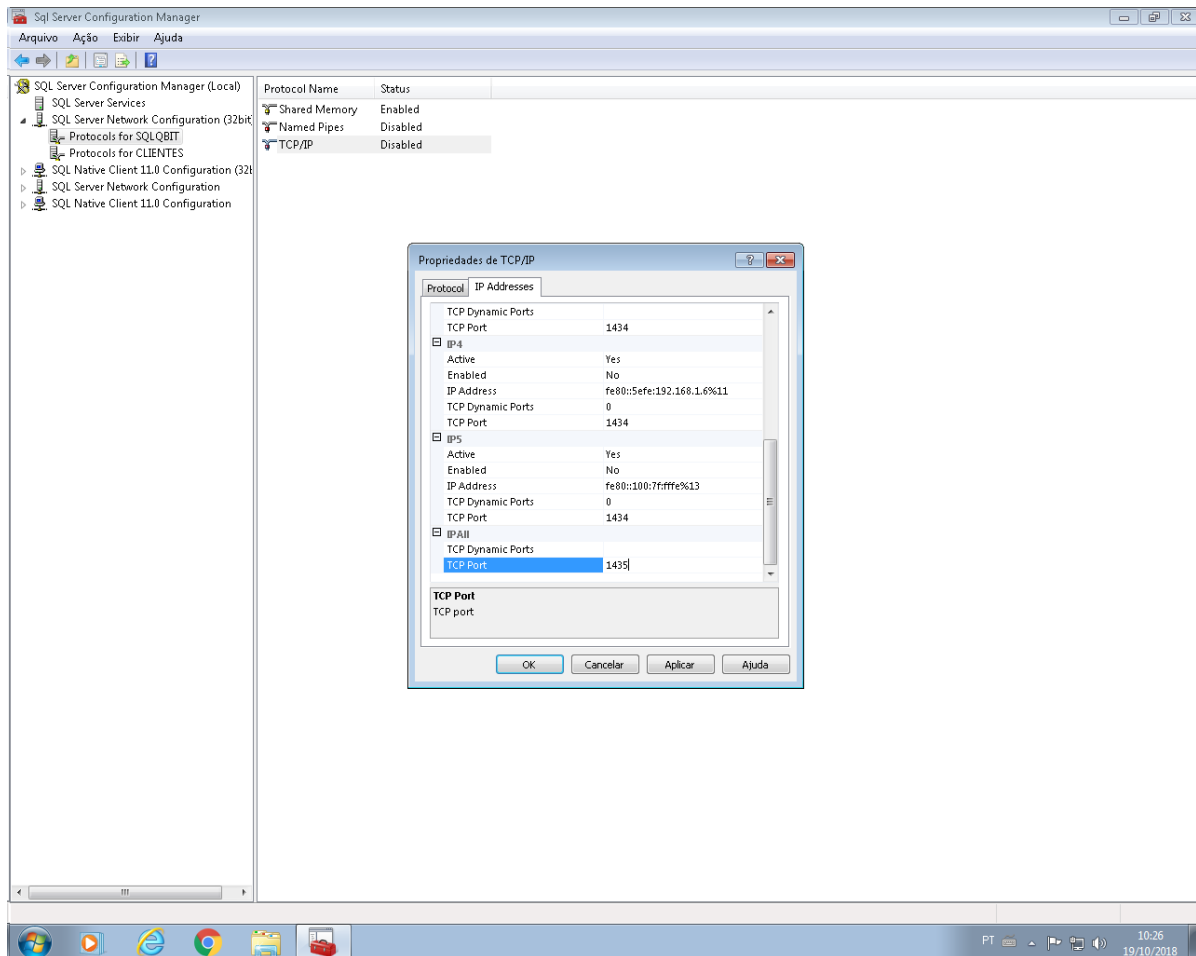 Sql Server Configuration Manager
Arquivo Ação Exibir Ajuda
SQL Server Configuration Manager (Local)
SQL Server Services
SQL Server Network Configuration (32bit
Protocols for SQLQBIT
Protocols for CLIENTES
SQL Native Client 11.0 Configuration (32b
SQL Server Network Configuration
SQL Native Client 11.0 Configuration
Protocol Name Status
Shared Memory Enabled
Named Pipes Disabled
TCP/IP Disabled
Propriedades de TCP/IP
Protocol IP Addresses
TCP Dynamic Ports
TCP Port 1434
IP4
Active Yes
Enabled No
IP Address fe80::5efe:192.168.1.6%11
TCP Dynamic Ports 0
TCP Port 1434
IP5
Active Yes
Enabled No
IP Address fe80::100:7f:fffe%13
TCP Dynamic Ports 0
TCP Port 1434
IPAll
TCP Dynamic Ports
TCP Port 1435
TCP Port
TCP port
OK Cancelar Aplicar Ajuda
PT
10:26
19/10/2018